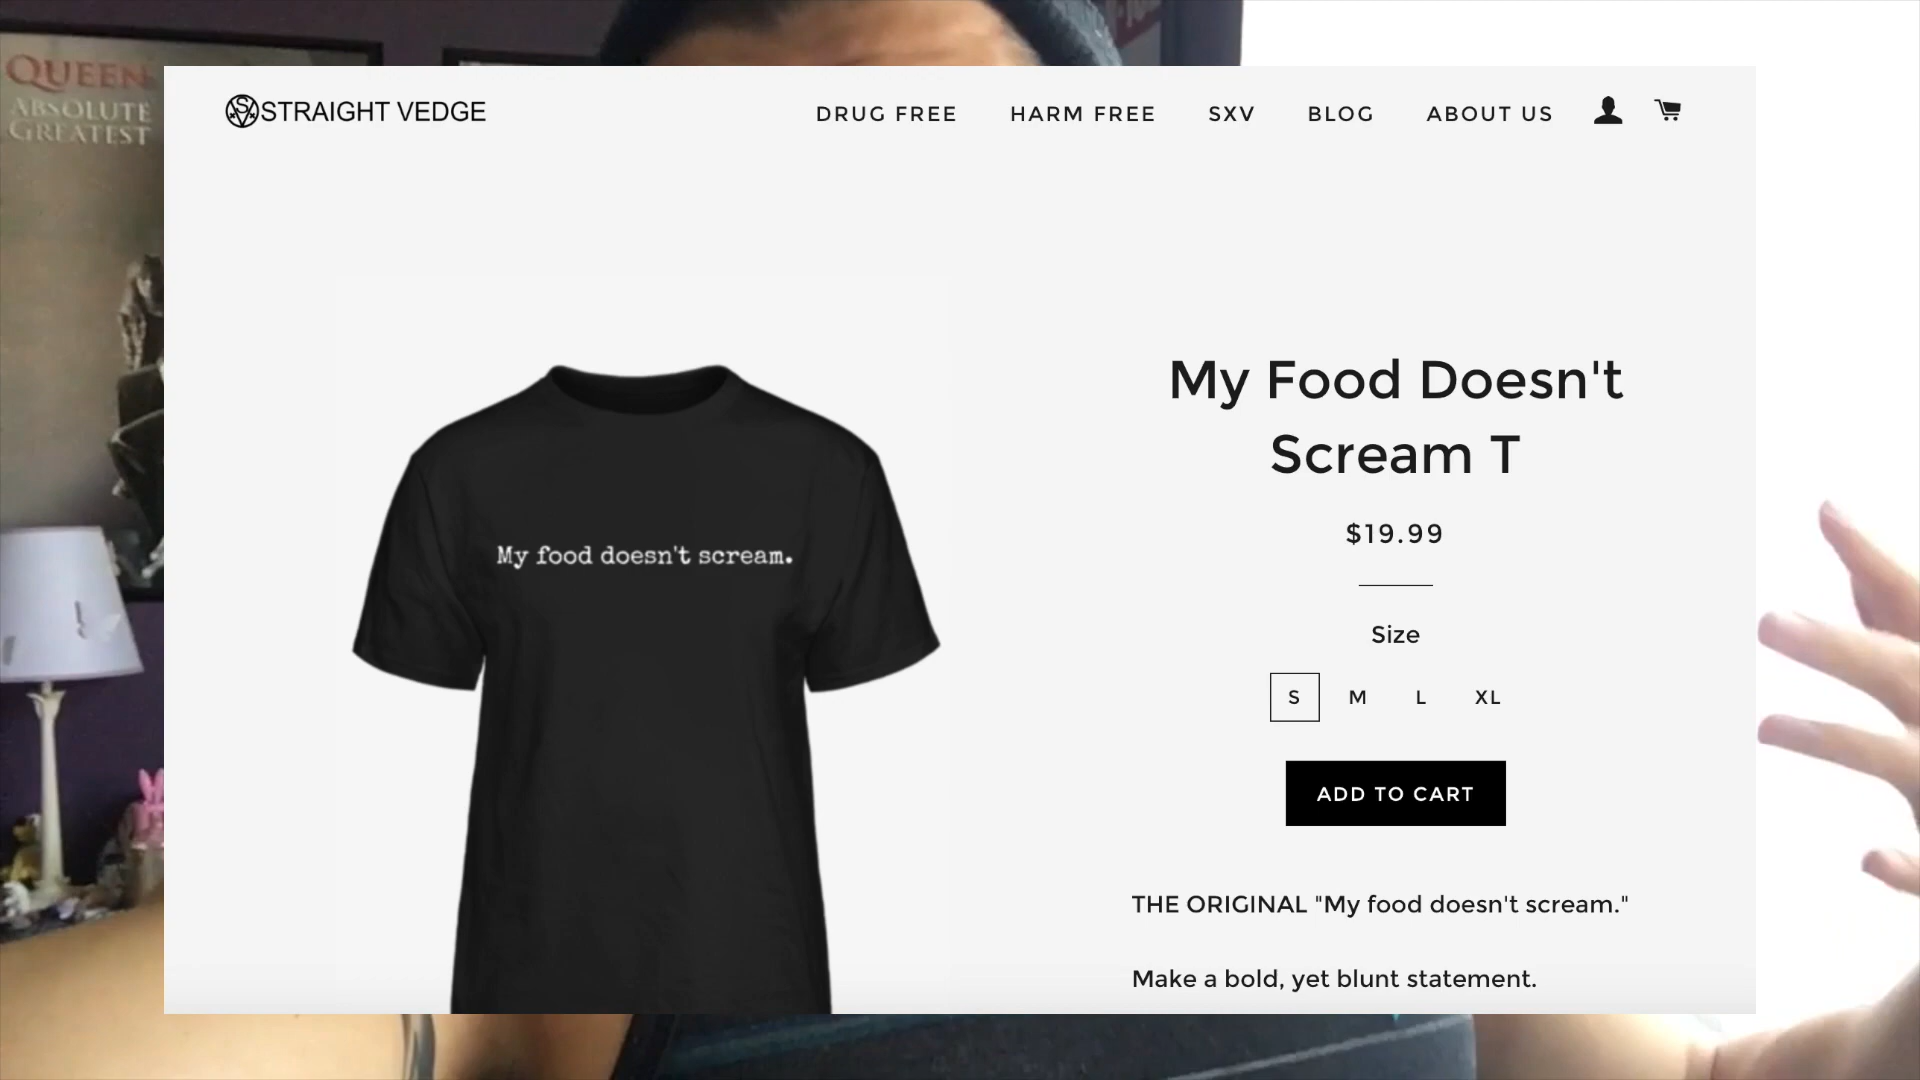 QUEEN
ABSOLUTE
GREATEST
STRAIGHT VEDGE
DRUG FREE
HARM FREE
SXV
BLOG
ABOUT US
My food doesn't scream.
My Food Doesn't
Scream T
$19.99
Size
S
M
L
XL
ADD TO CART
THE ORIGINAL "My food doesn't scream."
Make a bold, yet blunt statement.